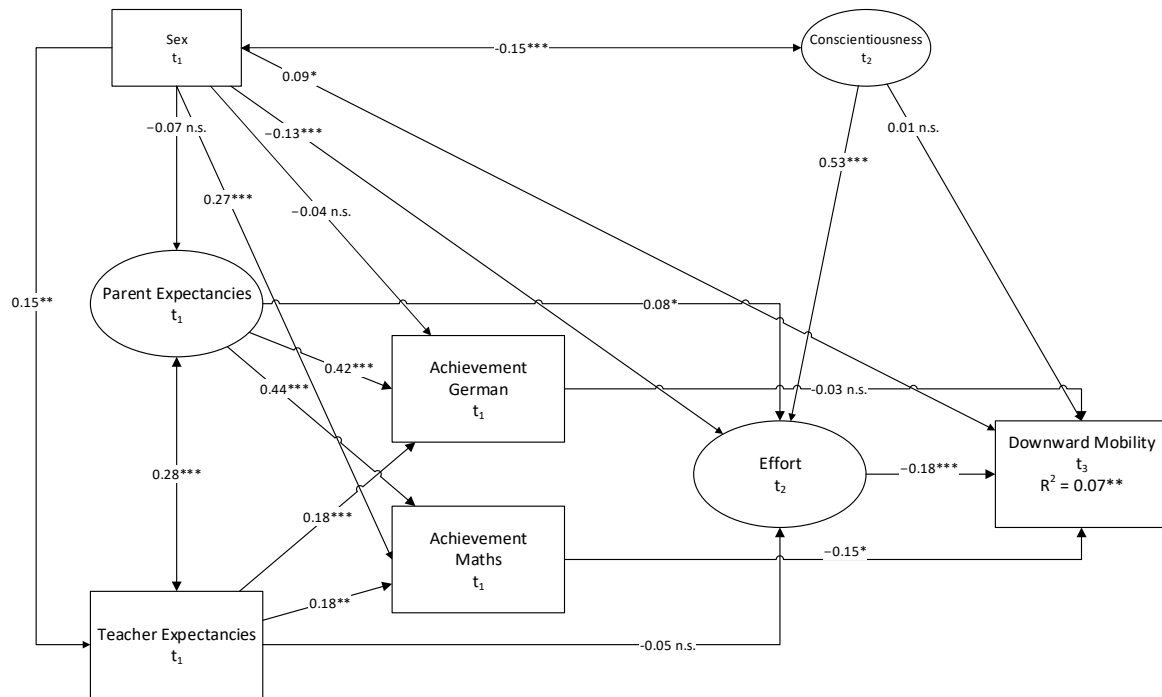 Sex
t₁
-0.15***
Conscientiousness
t₂
0.09*
−0.07 n.s.
−0.13***
0.01 n.s.
0.53***
0.27***
−0.04 n.s.
Parent Expectancies
t₁
0.15**
0.08*
Achievement
German
t₁
0.42***
0.44***
-0.03 n.s.
Downward Mobility
t₃
R² = 0.07**
Effort
t₂
−0.18***
0.28***
0.18***
Achievement
Maths
t₁
−0.15*
0.18**
Teacher Expectancies
t₁
-0.05 n.s.